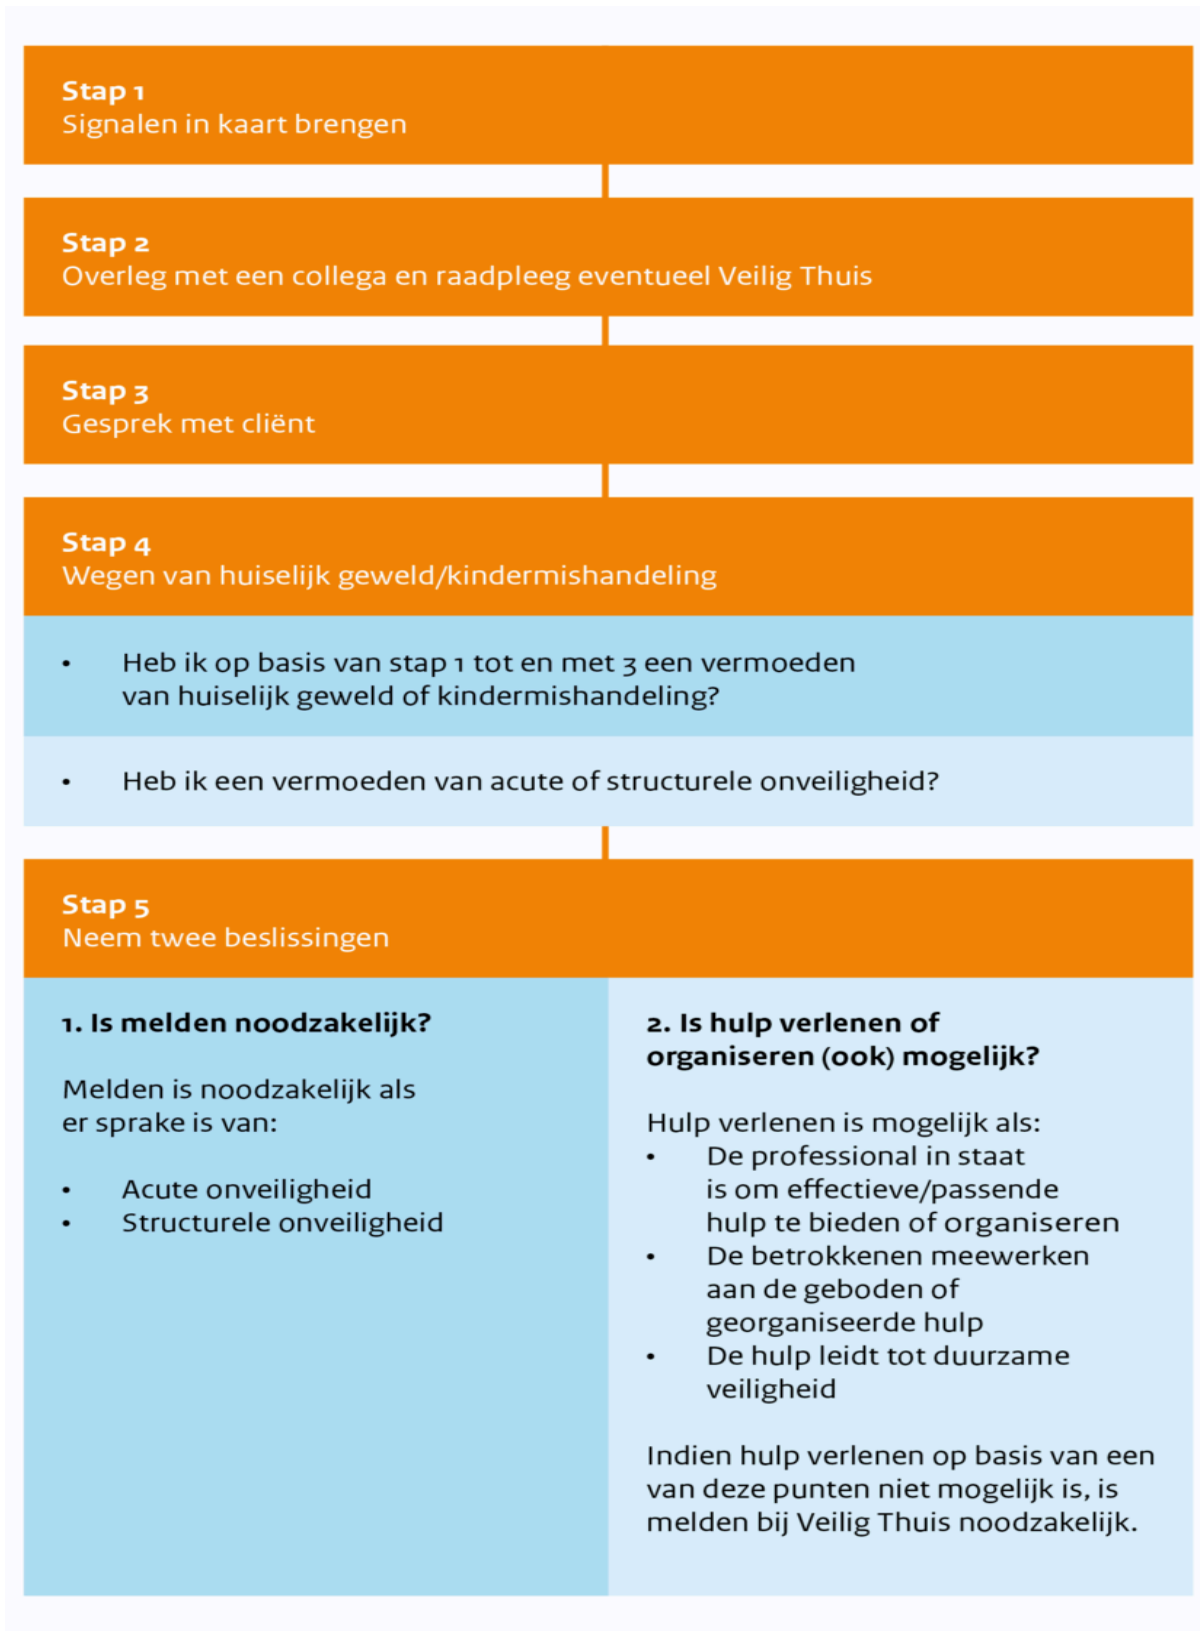 Stap 1
Signalen in kaart brengen
Stap 2
Overleg met een collega en raadpleeg eventueel Veilig Thuis
Stap 3
Gesprek met cliënt
Stap 4
Wegen van huiselijk geweld/kindermishandeling
• Heb ik op basis van stap 1 tot en met 3 een vermoeden
van huiselijk geweld of kindermishandeling?
• Heb ik een vermoeden van acute of structurele onveiligheid?
Stap 5
Neem twee beslissingen
1. Is melden noodzakelijk?
Melden is noodzakelijk als
er sprake is van:
• Acute onveiligheid
• Structurele onveiligheid
2. Is hulp verlenen of
organiseren (ook) mogelijk?
Hulp verlenen is mogelijk als:
• De professional in staat
is om effectieve/passende
hulp te bieden of organiseren
• De betrokkenen meewerken
aan de geboden of
georganiseerde hulp
• De hulp leidt tot duurzame
veiligheid
Indien hulp verlenen op basis van een
van deze punten niet mogelijk is, is
melden bij Veilig Thuis noodzakelijk.